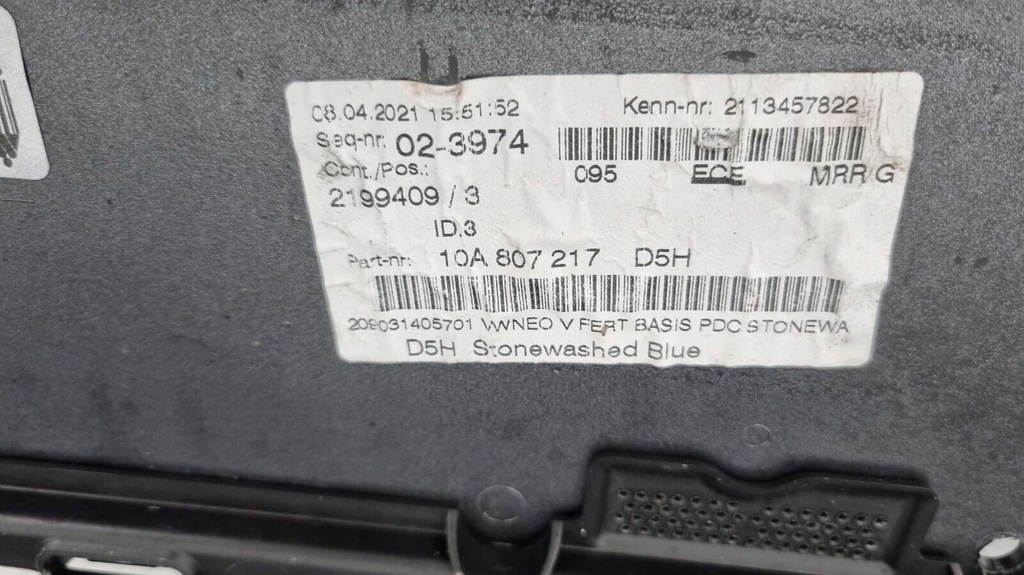 08.04.2021 15:51:52 Kenn-nr: 2113457822
Seq-nr: 02-3974
Cont./Pos.: 095 ECE MRR G
2199409 / 3
ID.3
Part-nr: 10A 807 217 D5H
209031405701 VWNEO V FERT BASIS PDC STONEWA
D5H Stonewashed Blue